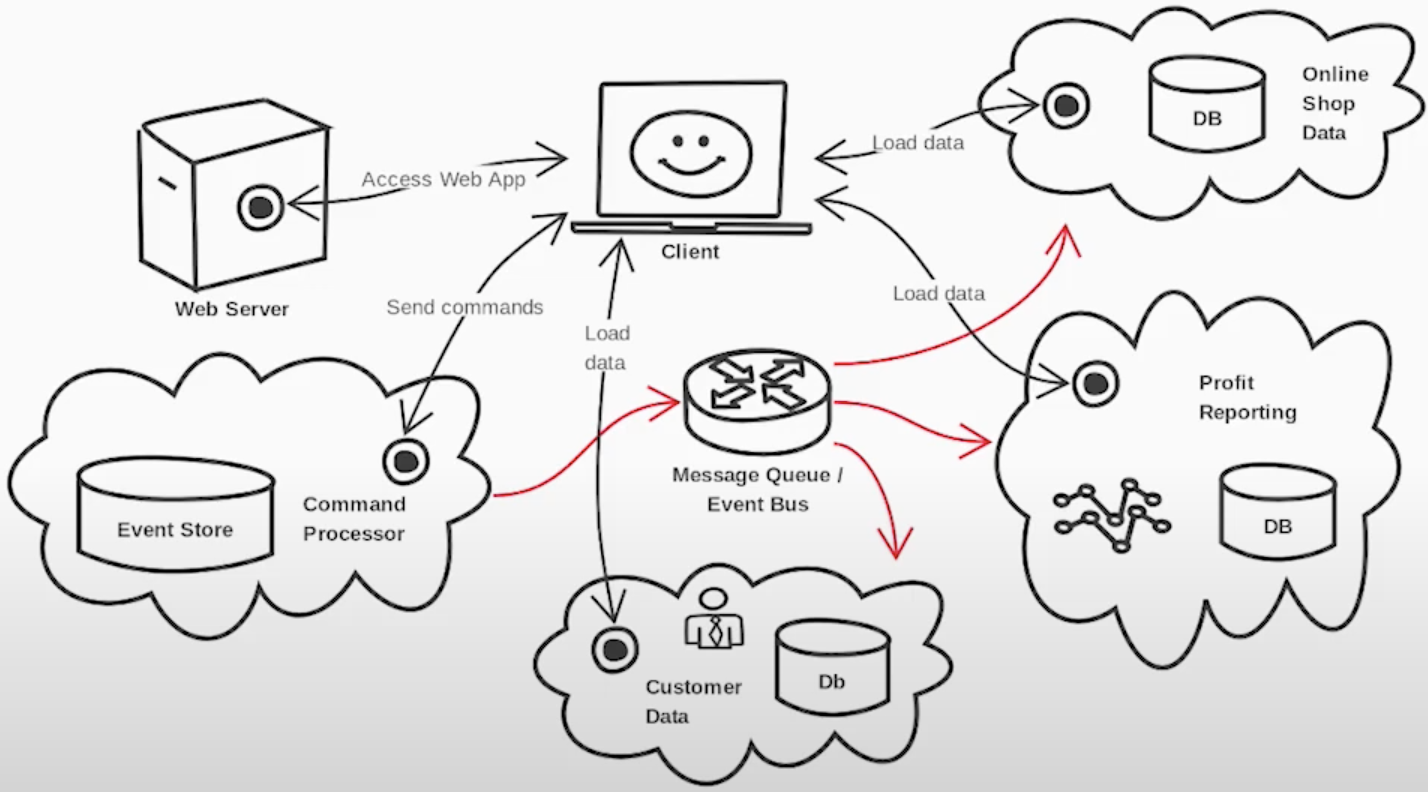 Online
Shop
Data
DB
Load data
Access Web App
Client
Web Server
Send commands
Load
data
Load data
Profit
Reporting
DB
Message Queue /
Event Bus
Event Store
Command
Processor
Customer
Data
Db